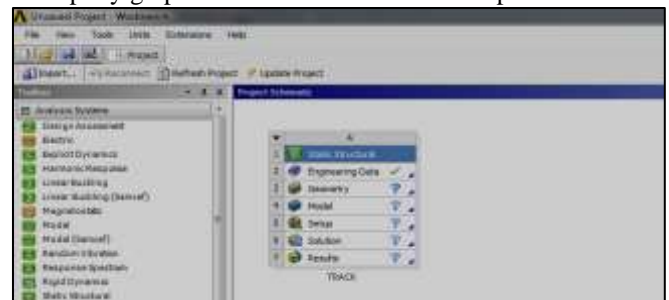 Unsaved Project - Workbench
File View Tools Units Extensions Help
Project
Import... Reconnect Refresh Project Update Project
Toolbox
Project Schematic
Analysis Systems
Design Assessment
Electric
Explicit Dynamics
Harmonic Response
Linear Buckling
Linear Buckling (Samcef)
Magnetostatic
Modal
Modal (Samcef)
Random Vibration
Response Spectrum
Rigid Dynamics
Static Structural
A
1 Static Structural
2 Engineering Data
3 Geometry
4 Model
5 Setup
6 Solution
7 Results
TRACK